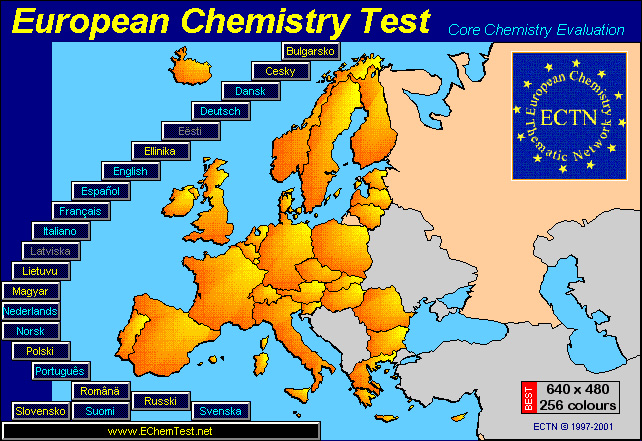 European Chemistry Test
Core Chemistry Evaluation
Bulgarsko
Cesky
Dansk
Deutsch
Eësti
Ellinika
English
Español
Français
Italiano
Latviska
Lietuvu
Magyar
Nederlands
Norsk
Polski
Português
Românä
Russki
Slovensko
Suomi
Svenska
www.EChemTest.net
European Chemistry
ECTN
Thematic Network
BEST
640 x 480
256 colours
ECTN © 1997-2001